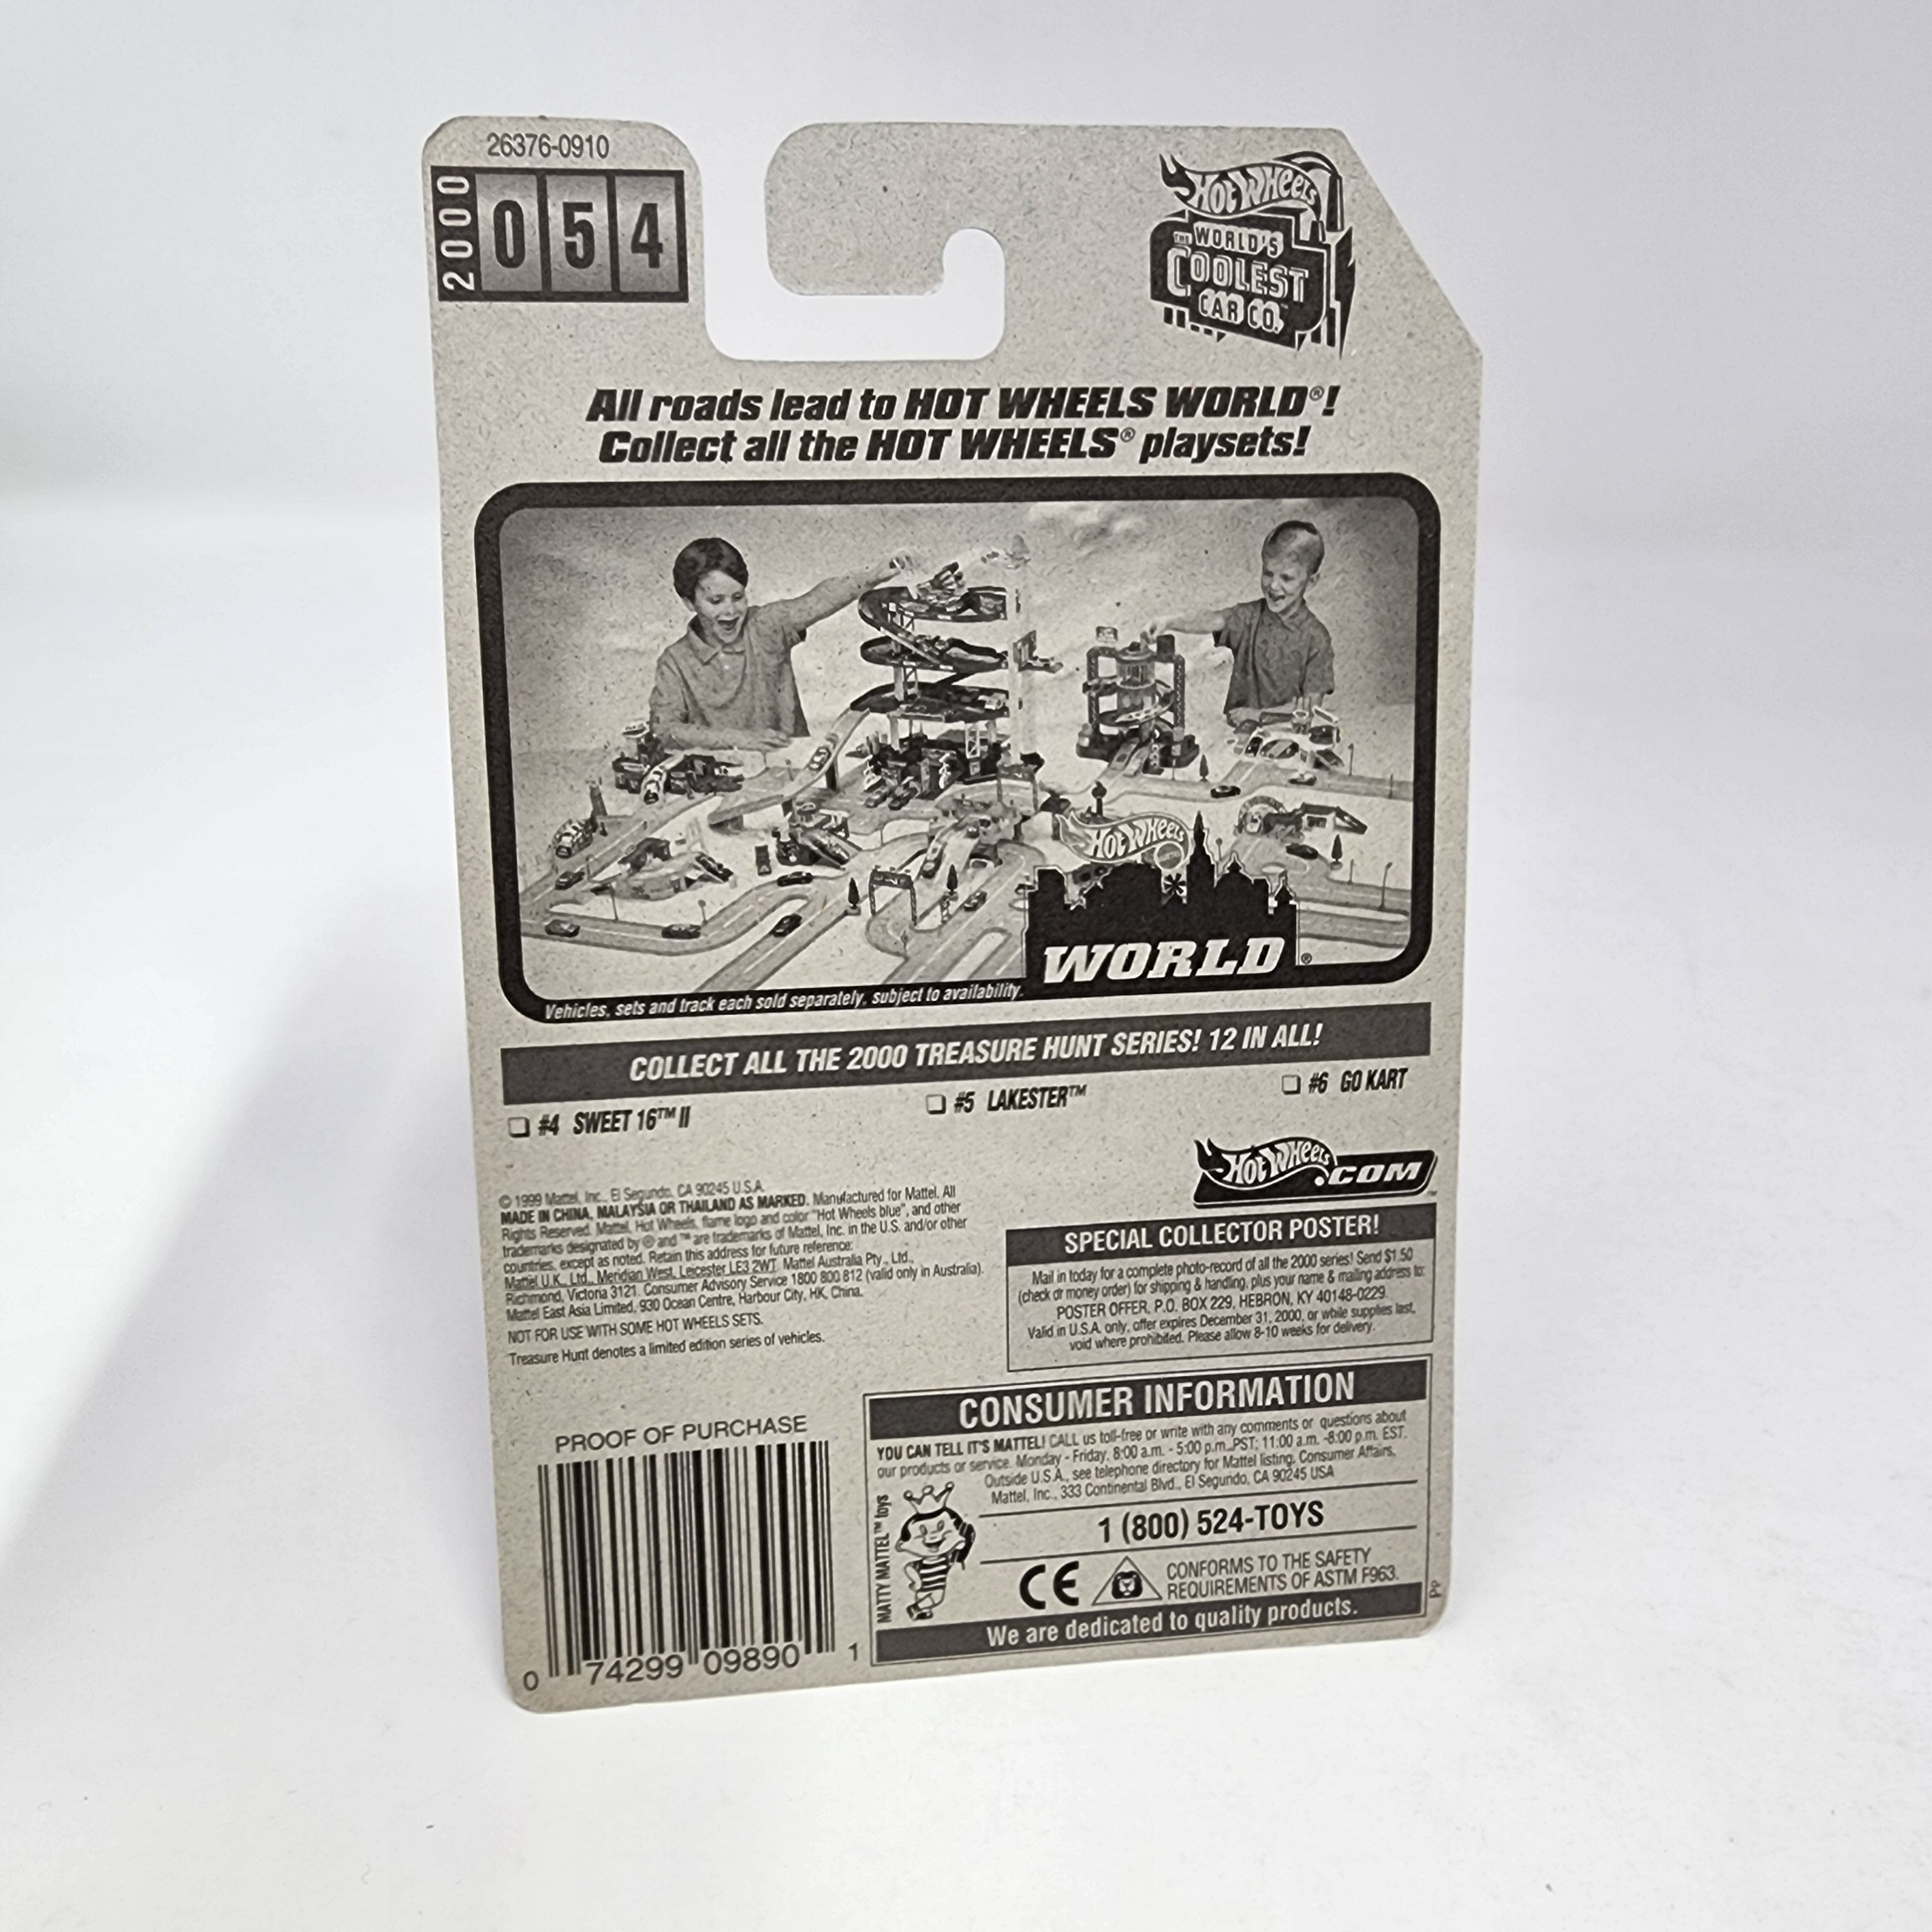 26376-0910
2000
054
Hot Wheels
THE WORLD'S
COOLEST
CAR CO.™
All roads lead to HOT WHEELS WORLD®!
Collect all the HOT WHEELS® playsets!
Hot Wheels
WORLD®
Vehicles, sets and track each sold separately, subject to availability.
COLLECT ALL THE 2000 TREASURE HUNT SERIES! 12 IN ALL!
#4 SWEET 16™ II
#5 LAKESTER™
#6 GO KART
Hot Wheels.COM™
© 1999 Mattel, Inc., El Segundo, CA 90245 U.S.A.
MADE IN CHINA, MALAYSIA OR THAILAND AS MARKED. Manufactured for Mattel. All
Rights Reserved. Mattel, Hot Wheels, flame logo and color "Hot Wheels blue", and other
trademarks designated by ® and ™ are trademarks of Mattel, Inc. in the U.S. and/or other
countries, except as noted. Retain this address for future reference:
Mattel U.K., Ltd., Meridian West, Leicester LE3 2WT. Mattel Australia Pty., Ltd.,
Richmond, Victoria 3121. Consumer Advisory Service 1800 800 812 (valid only in Australia).
Mattel East Asia Limited, 930 Ocean Centre, Harbour City, HK, China.
NOT FOR USE WITH SOME HOT WHEELS SETS.
Treasure Hunt denotes a limited edition series of vehicles.
SPECIAL COLLECTOR POSTER!
Mail in today for a complete photo-record of all the 2000 series! Send $1.50
(check or money order) for shipping & handling, plus your name & mailing address to:
POSTER OFFER, P.O. BOX 229, HEBRON, KY 40148-0229.
Valid in U.S.A. only, offer expires December 31, 2000, or while supplies last,
void where prohibited. Please allow 8-10 weeks for delivery.
PROOF OF PURCHASE
0 74299 09890 1
CONSUMER INFORMATION
YOU CAN TELL IT'S MATTEL! CALL us toll-free or write with any comments or questions about
our products or service. Monday - Friday, 8:00 a.m. - 5:00 p.m. PST; 11:00 a.m. -8:00 p.m. EST.
Outside U.S.A., see telephone directory for Mattel listing. Consumer Affairs,
Mattel, Inc., 333 Continental Blvd., El Segundo, CA 90245 USA
1 (800) 524-TOYS
MATTY MATTEL™ toys
CE
CONFORMS TO THE SAFETY
REQUIREMENTS OF ASTM F963.
We are dedicated to quality products.
PP